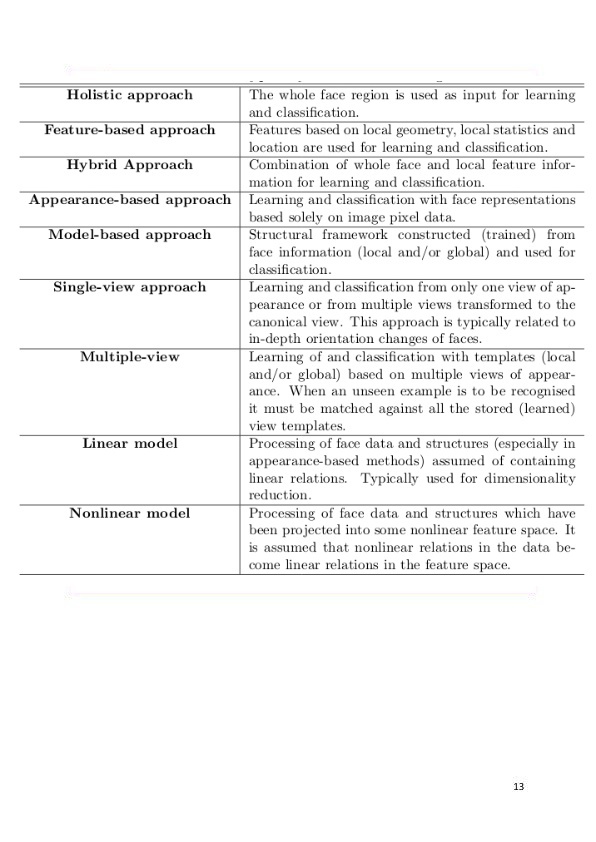 Holistic approach
The whole face region is used as input for learning
and classification.
Feature-based approach
Features based on local geometry, local statistics and
location are used for learning and classification.
Hybrid Approach
Combination of whole face and local feature infor-
mation for learning and classification.
Appearance-based approach
Learning and classification with face representations
based solely on image pixel data.
Model-based approach
Structural framework constructed (trained) from
face information (local and/or global) and used for
classification.
Single-view approach
Learning and classification from only one view of ap-
pearance or from multiple views transformed to the
canonical view. This approach is typically related to
in-depth orientation changes of faces.
Multiple-view
Learning of and classification with templates (local
and/or global) based on multiple views of appear-
ance. When an unseen example is to be recognised
it must be matched against all the stored (learned)
view templates.
Linear model
Processing of face data and structures (especially in
appearance-based methods) assumed of containing
linear relations. Typically used for dimensionality
reduction.
Nonlinear model
Processing of face data and structures which have
been projected into some nonlinear feature space. It
is assumed that nonlinear relations in the data be-
come linear relations in the feature space.
13